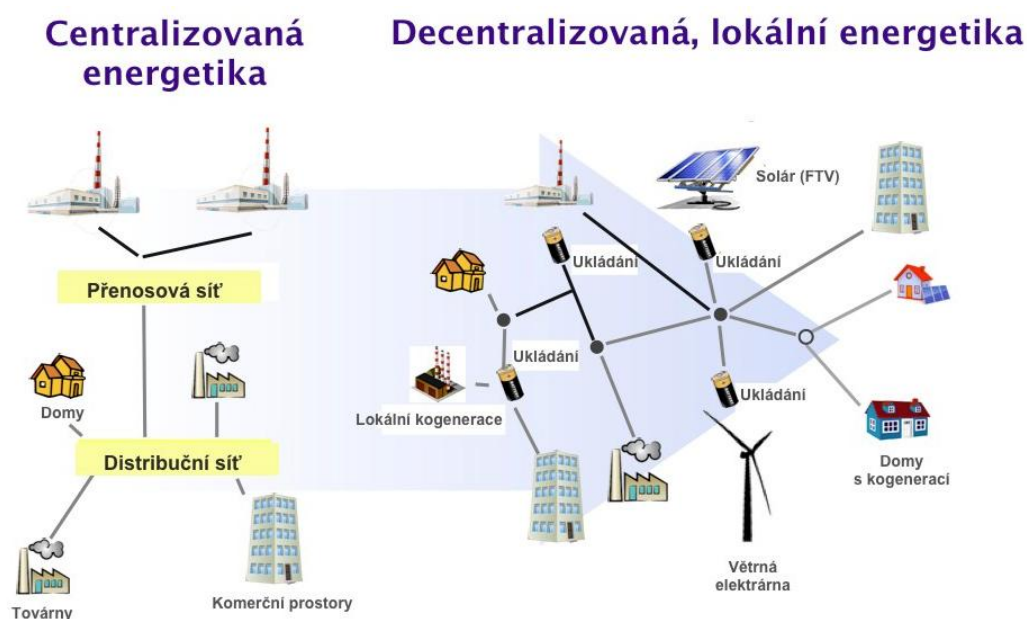 Centralizovaná
energetika
Decentralizovaná, lokální energetika
Přenosová síť
Domy
Distribuční síť
Továrny
Komerční prostory
Solár (FTV)
Ukládání
Ukládání
Ukládání
Lokální kogenerace
Ukládání
Domy
s kogenerací
Větrná
elektrárna